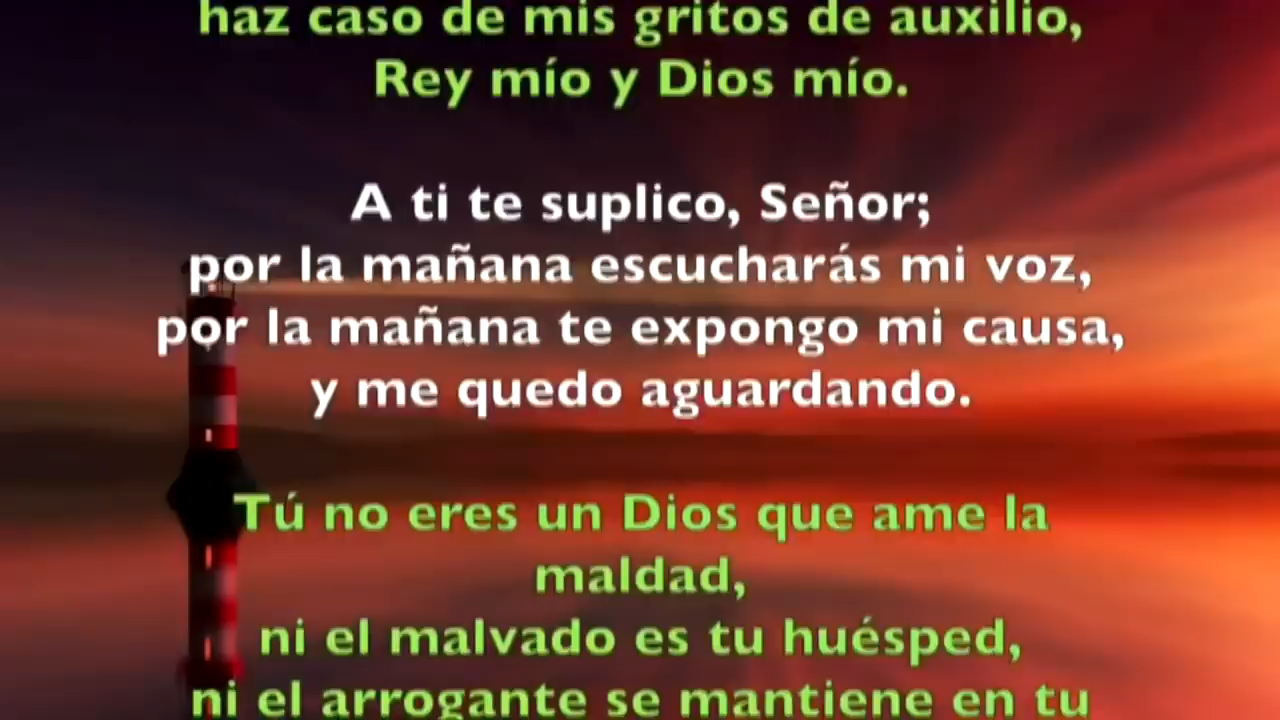 haz caso de mis gritos de auxilio,
Rey mío y Dios mío.
A ti te suplico, Señor;
por la mañana escucharás mi voz,
por la mañana te expongo mi causa,
y me quedo aguardando.
Tú no eres un Dios que ame la
maldad,
ni el malvado es tu huésped,
ni el arrogante se mantiene en tu